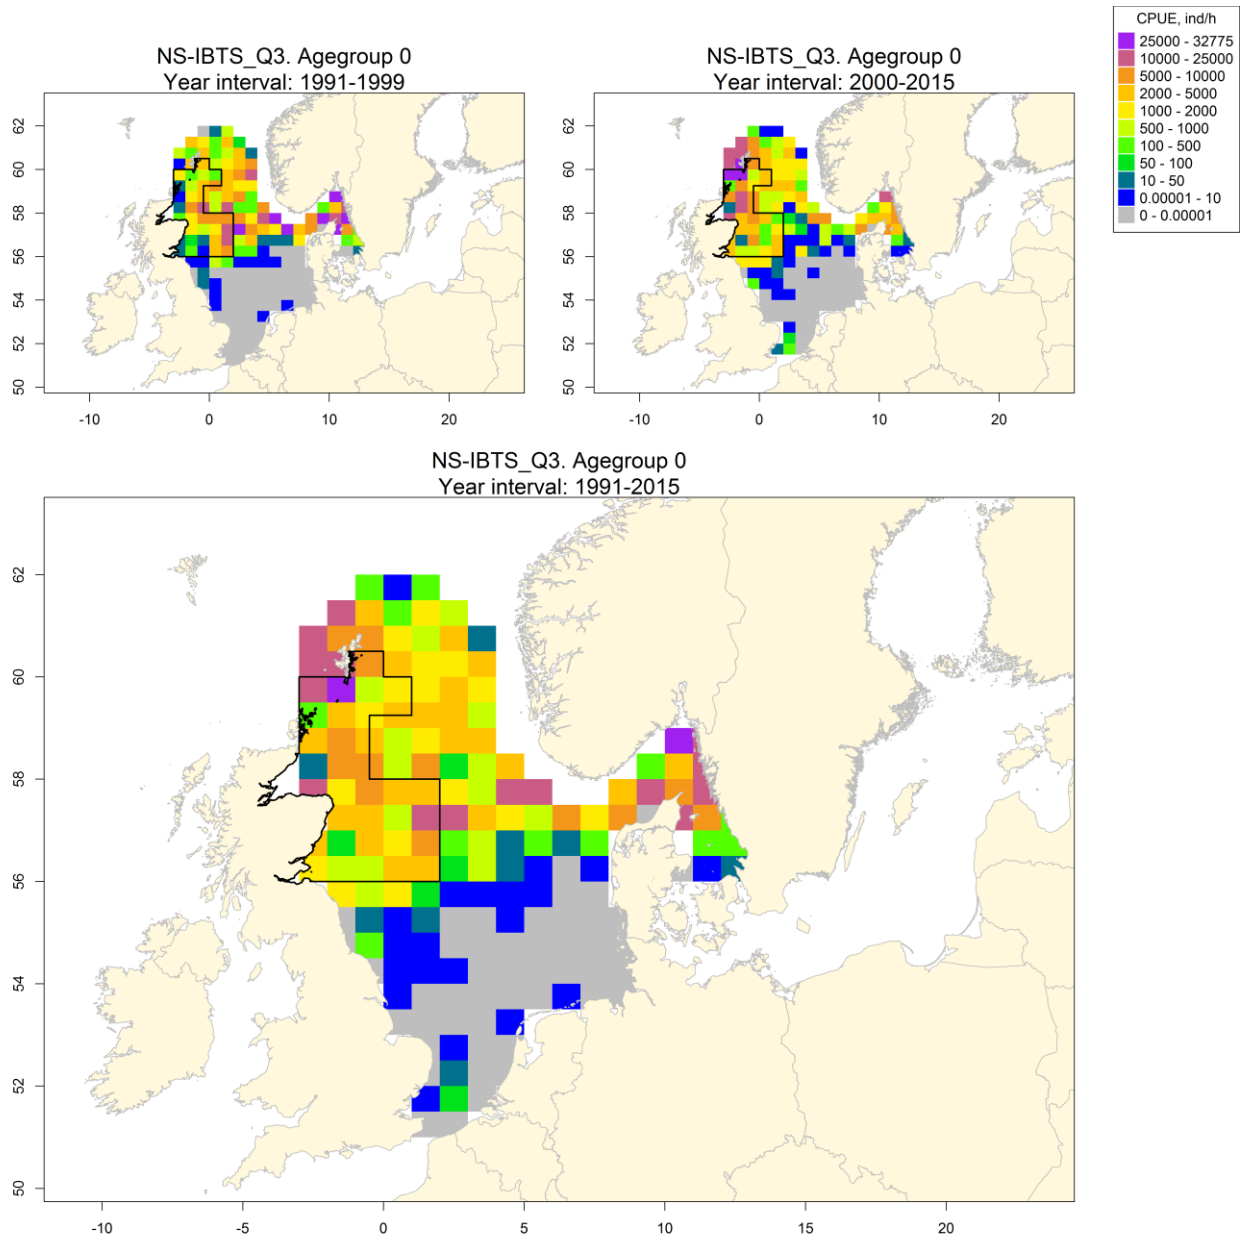 CPUE, ind/h
25000 - 32775
10000 - 25000
5000 - 10000
2000 - 5000
1000 - 2000
500 - 1000
100 - 500
50 - 100
10 - 50
0.00001 - 10
0 - 0.00001
NS-IBTS_Q3. Agegroup 0
Year interval: 1991-1999
62
60
58
56
54
52
50
-10
0
10
20
NS-IBTS_Q3. Agegroup 0
Year interval: 2000-2015
62
60
58
56
54
52
50
-10
0
10
20
NS-IBTS_Q3. Agegroup 0
Year interval: 1991-2015
62
60
58
56
54
52
50
-10
-5
0
5
10
15
20